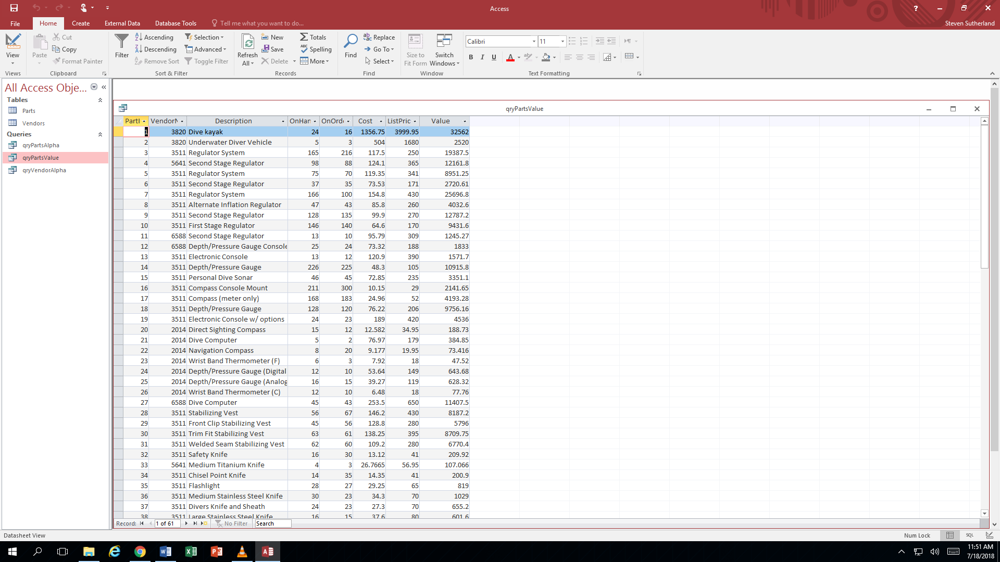 Access
File Home Create External Data Database Tools Tell me what you want to do... Steven Sutherland
View Paste Cut Copy Format Painter Filter Ascending Descending Remove Sort Selection Advanced Toggle Filter Refresh All New Save Delete Totals Spelling More Find Replace Go To Select Size to Fit Form Switch Windows Calibri 11 B I U
Views Clipboard Sort & Filter Records Find Window Text Formatting
All Access Obje...
Tables
Parts
Vendors
Queries
qryPartsAlpha
qryPartsValue
qryVendorAlpha
qryPartsValue
PartI VendorN Description OnHan OnOrde Cost ListPric Value
1 3820 Dive kayak 24 16 1356.75 3999.95 32562
2 3820 Underwater Diver Vehicle 5 3 504 1680 2520
3 3511 Regulator System 165 216 117.5 250 19387.5
4 5641 Second Stage Regulator 98 88 124.1 365 12161.8
5 3511 Regulator System 75 70 119.35 341 8951.25
6 3511 Second Stage Regulator 37 35 73.53 171 2720.61
7 3511 Regulator System 166 100 154.8 430 25696.8
8 3511 Alternate Inflation Regulator 47 43 85.8 260 4032.6
9 3511 Second Stage Regulator 128 135 99.9 270 12787.2
10 3511 First Stage Regulator 146 140 64.6 170 9431.6
11 6588 Second Stage Regulator 13 10 95.79 309 1245.27
12 6588 Depth/Pressure Gauge Console 25 24 73.32 188 1833
13 3511 Electronic Console 13 12 120.9 390 1571.7
14 3511 Depth/Pressure Gauge 226 225 48.3 105 10915.8
15 3511 Personal Dive Sonar 46 45 72.85 235 3351.1
16 3511 Compass Console Mount 211 300 10.15 29 2141.65
17 3511 Compass (meter only) 168 183 24.96 52 4193.28
18 3511 Depth/Pressure Gauge 128 120 76.22 206 9756.16
19 3511 Electronic Console w/ options 24 23 189 420 4536
20 2014 Direct Sighting Compass 15 12 12.582 34.95 188.73
21 2014 Dive Computer 5 2 76.97 179 384.85
22 2014 Navigation Compass 8 20 9.177 19.95 73.416
23 2014 Wrist Band Thermometer (F) 6 3 7.92 18 47.52
24 2014 Depth/Pressure Gauge (Digital 12 10 53.64 149 643.68
25 2014 Depth/Pressure Gauge (Analog 16 15 39.27 119 628.32
26 2014 Wrist Band Thermometer (C) 12 10 6.48 18 77.76
27 6588 Dive Computer 45 43 253.5 650 11407.5
28 3511 Stabilizing Vest 56 67 146.2 430 8187.2
29 3511 Front Clip Stabilizing Vest 45 56 128.8 280 5796
30 3511 Trim Fit Stabilizing Vest 63 61 138.25 395 8709.75
31 3511 Welded Seam Stabilizing Vest 62 60 109.2 280 6770.4
32 3511 Safety Knife 16 30 13.12 41 209.92
33 5641 Medium Titanium Knife 4 3 26.7665 56.95 107.066
34 3511 Chisel Point Knife 14 35 14.35 41 200.9
35 3511 Flashlight 28 27 29.25 65 819
36 3511 Medium Stainless Steel Knife 30 23 34.3 70 1029
37 3511 Divers Knife and Sheath 24 23 27.3 70 655.2
38 3511 Large Stainless Steel Knife 16 15 37.6 80 601.6
Record: 1 of 61 No Filter Search
Datasheet View Num Lock SQL
11:51 AM
7/18/2018